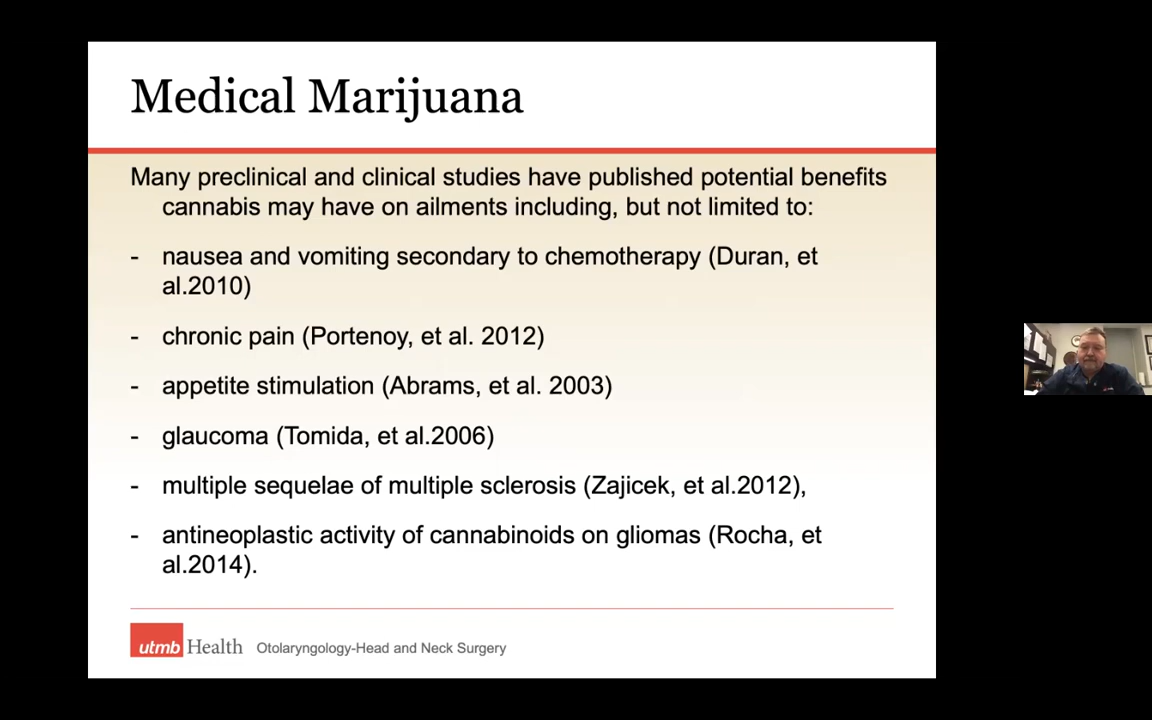 Medical Marijuana
Many preclinical and clinical studies have published potential benefits
cannabis may have on ailments including, but not limited to:
- nausea and vomiting secondary to chemotherapy (Duran, et
al.2010)
- chronic pain (Portenoy, et al. 2012)
- appetite stimulation (Abrams, et al. 2003)
- glaucoma (Tomida, et al.2006)
- multiple sequelae of multiple sclerosis (Zajicek, et al.2012),
- antineoplastic activity of cannabinoids on gliomas (Rocha, et
al.2014).
utmb Health Otolaryngology-Head and Neck Surgery